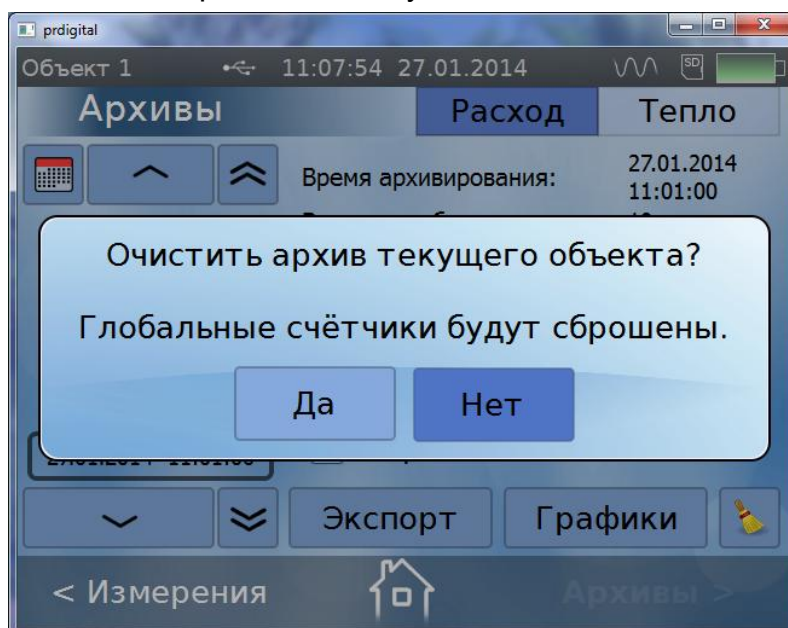 prdigital
Объект 1 11:07:54 27.01.2014 SD
Архивы Расход Тепло
Время архивирования: 27.01.2014
11:01:00
Очистить архив текущего объекта?
Глобальные счётчики будут сброшены.
Да Нет
Экспорт Графики
< Измерения Архивы >